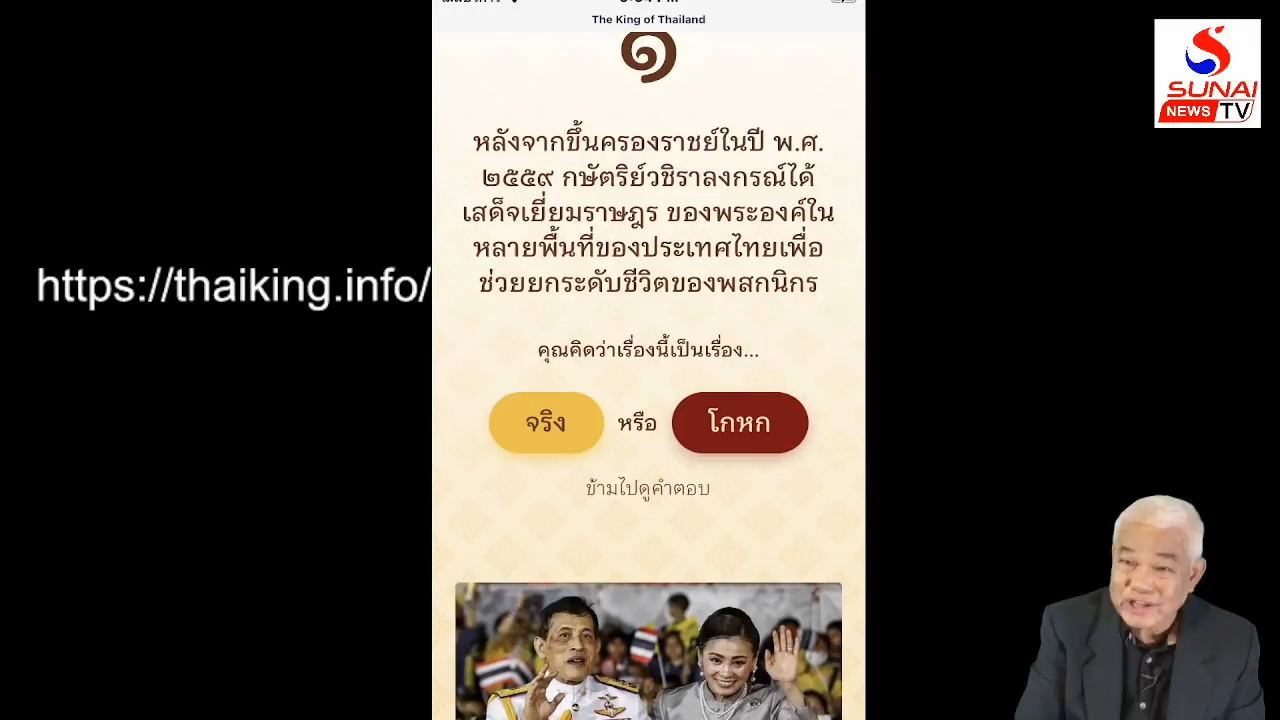 The King of Thailand
๑
หลังจากขึ้นครองราชย์ในปี พ.ศ.
๒๕๕๙ กษัตริย์วชิราลงกรณ์ได้
เสด็จเยี่ยมราษฎร ของพระองค์ใน
หลายพื้นที่ของประเทศไทยเพื่อ
ช่วยยกระดับชีวิตของพสกนิกร
คุณคิดว่าเรื่องนี้เป็นเรื่อง...
จริง หรือ โกหก
ข้ามไปดูคำตอบ
https://thaiking.info/
SUNAI
NEWS TV